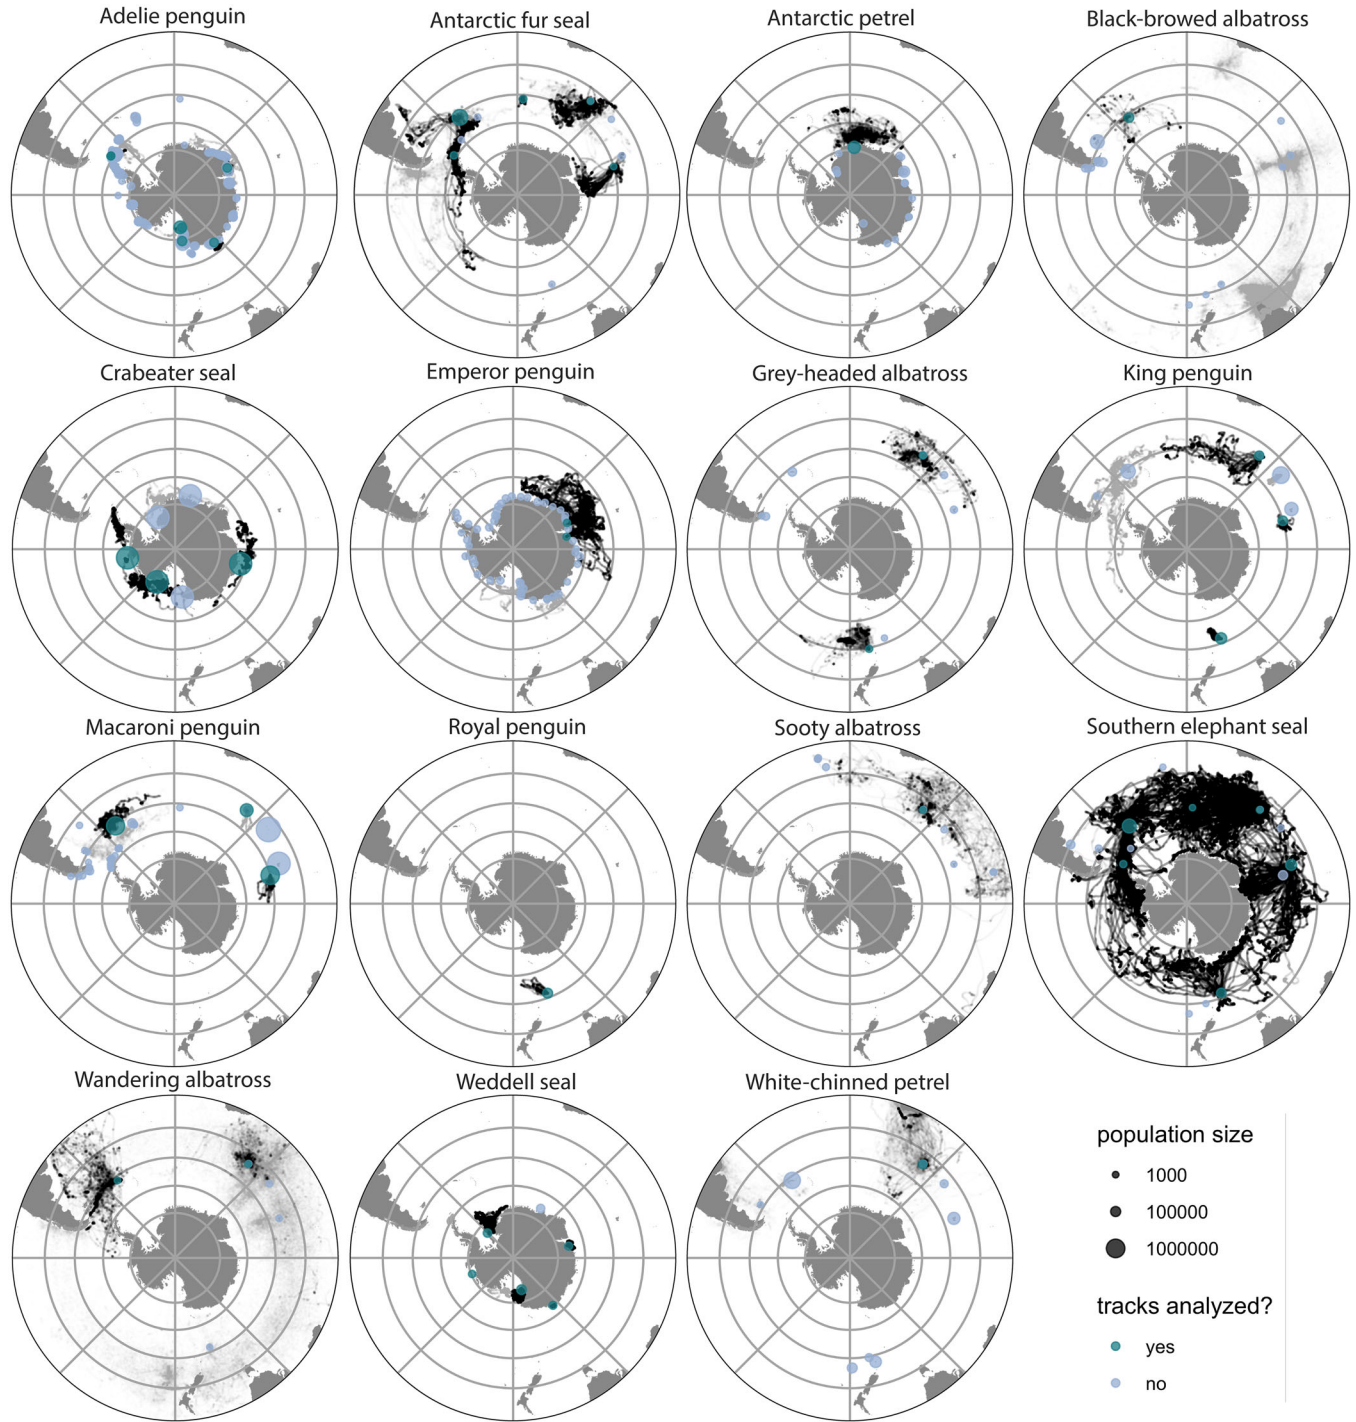 Adelie penguin
Antarctic fur seal
Antarctic petrel
Black-browed albatross
Crabeater seal
Emperor penguin
Grey-headed albatross
King penguin
Macaroni penguin
Royal penguin
Sooty albatross
Southern elephant seal
Wandering albatross
Weddell seal
White-chinned petrel
population size
1000
100000
1000000
tracks analyzed?
yes
no